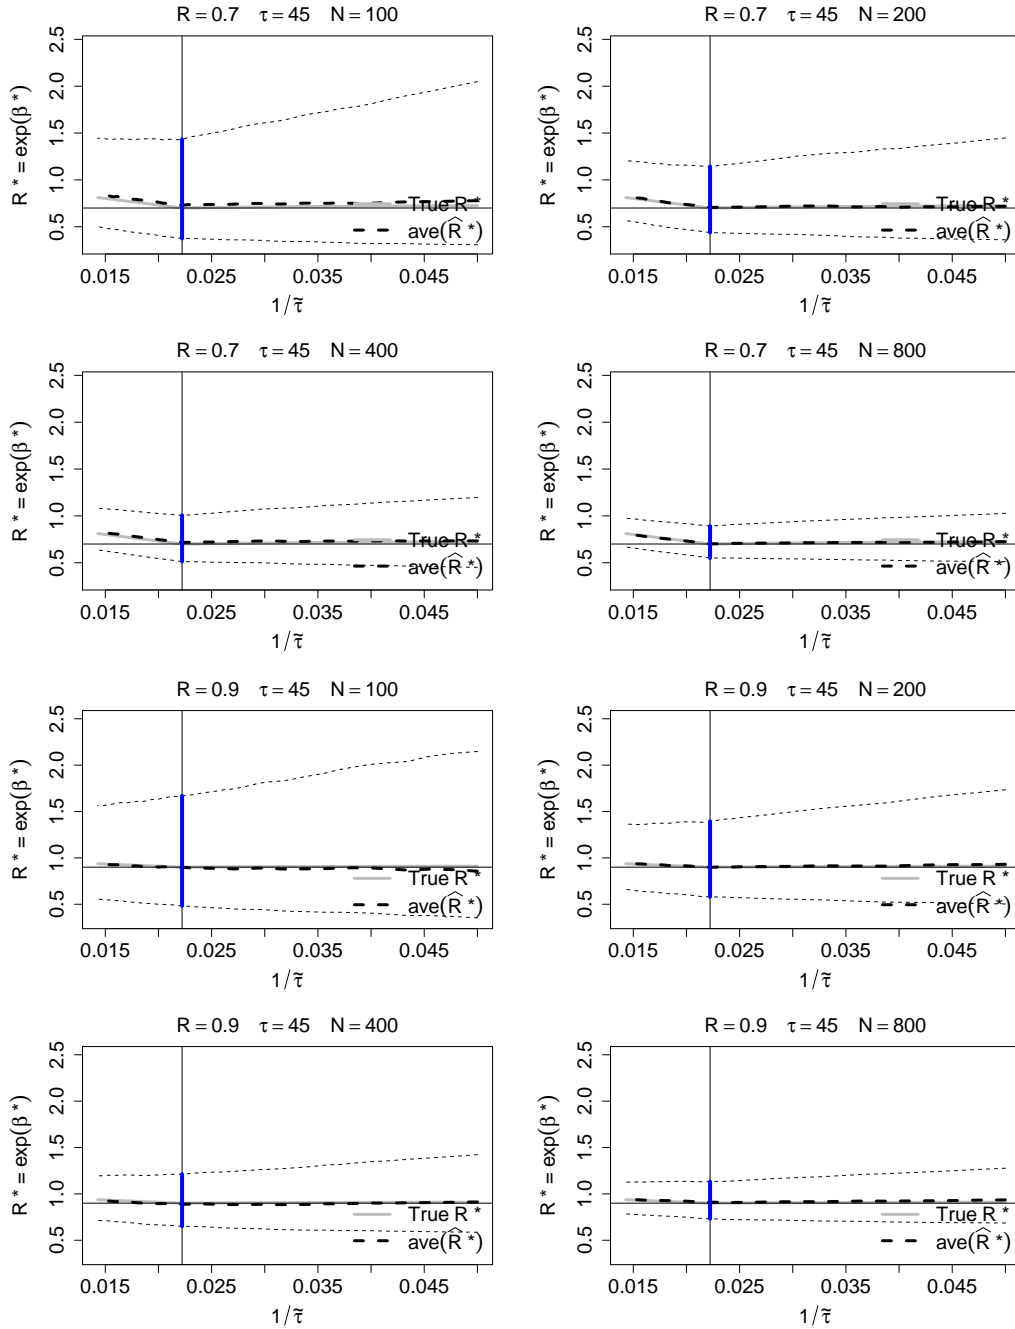 R = 0.7 τ = 45 N = 100
R * = exp(β *)
2.5
2.0
1.5
1.0
0.5
True R *
ave(R̂ *)
0.015 0.025 0.035 0.045
1/τ̃
R = 0.7 τ = 45 N = 200
R * = exp(β *)
2.5
2.0
1.5
1.0
0.5
True R *
ave(R̂ *)
0.015 0.025 0.035 0.045
1/τ̃
R = 0.7 τ = 45 N = 400
R * = exp(β *)
2.5
2.0
1.5
1.0
0.5
True R *
ave(R̂ *)
0.015 0.025 0.035 0.045
1/τ̃
R = 0.7 τ = 45 N = 800
R * = exp(β *)
2.5
2.0
1.5
1.0
0.5
True R *
ave(R̂ *)
0.015 0.025 0.035 0.045
1/τ̃
R = 0.9 τ = 45 N = 100
R * = exp(β *)
2.5
2.0
1.5
1.0
0.5
True R *
ave(R̂ *)
0.015 0.025 0.035 0.045
1/τ̃
R = 0.9 τ = 45 N = 200
R * = exp(β *)
2.5
2.0
1.5
1.0
0.5
True R *
ave(R̂ *)
0.015 0.025 0.035 0.045
1/τ̃
R = 0.9 τ = 45 N = 400
R * = exp(β *)
2.5
2.0
1.5
1.0
0.5
True R *
ave(R̂ *)
0.015 0.025 0.035 0.045
1/τ̃
R = 0.9 τ = 45 N = 800
R * = exp(β *)
2.5
2.0
1.5
1.0
0.5
True R *
ave(R̂ *)
0.015 0.025 0.035 0.045
1/τ̃